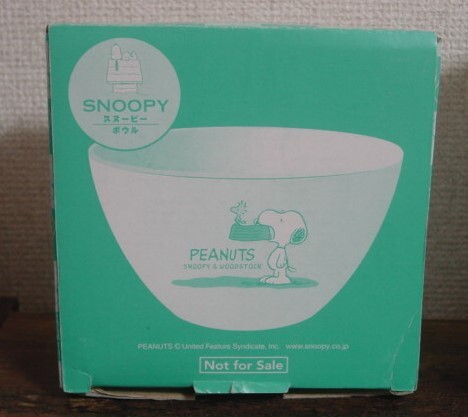 SNOOPY
スヌーピー
ボウル
PEANUTS
SNOOPY & WOODSTOCK
PEANUTS © United Feature Syndicate, Inc. www.snoopy.co.jp
Not for Sale